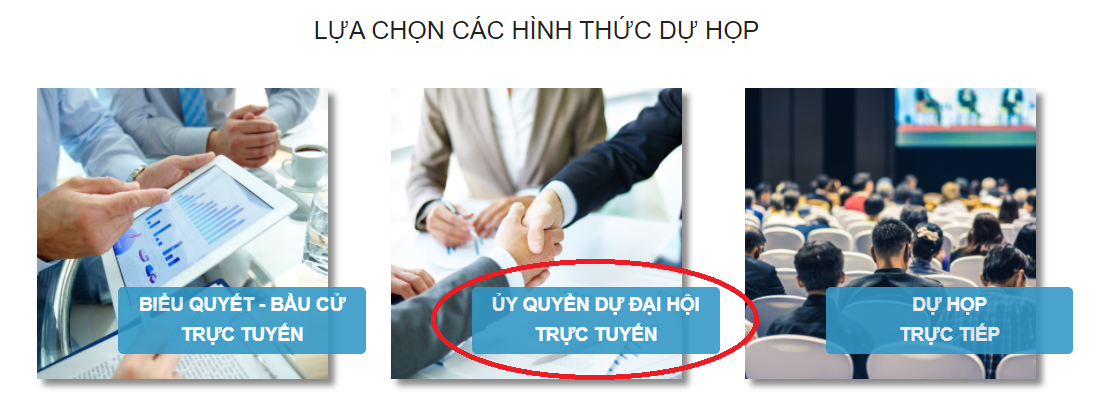 LỰA CHỌN CÁC HÌNH THỨC DỰ HỌP
BIỂU QUYẾT - BẦU CỬ
TRỰC TUYẾN
ỦY QUYỀN DỰ ĐẠI HỘI
TRỰC TUYẾN
DỰ HỌP
TRỰC TIẾP